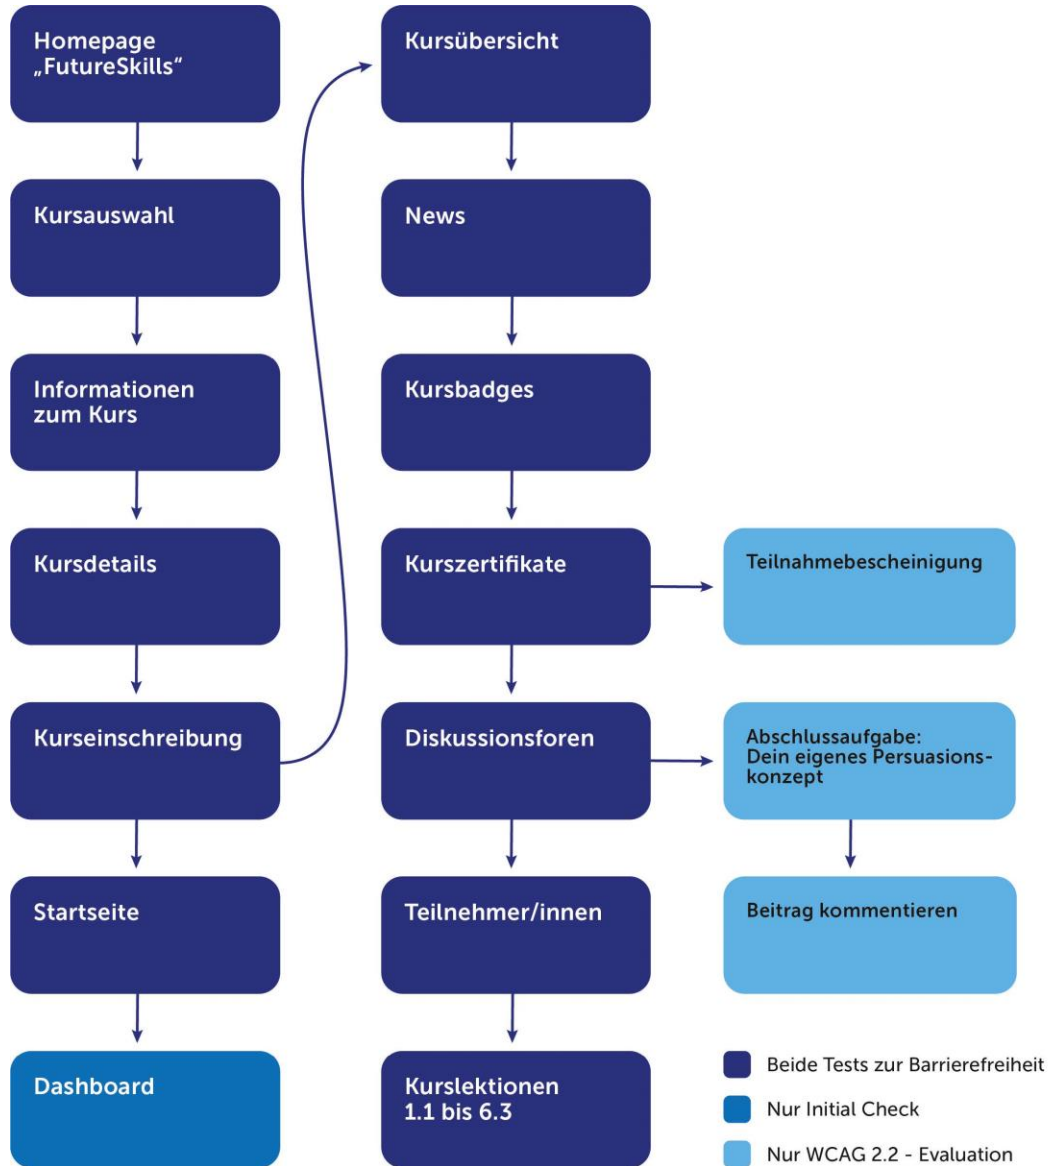 Homepage
„FutureSkills“
Kursauswahl
Informationen
zum Kurs
Kursdetails
Kurseinschreibung
Startseite
Dashboard
Kursübersicht
News
Kursbadges
Kurszertifikate
Diskussionsforen
Teilnehmer/innen
Kurslektionen
1.1 bis 6.3
Teilnahmebescheinigung
Abschlussaufgabe:
Dein eigenes Persuasions-
konzept
Beitrag kommentieren
Beide Tests zur Barrierefreiheit
Nur Initial Check
Nur WCAG 2.2 - Evaluation